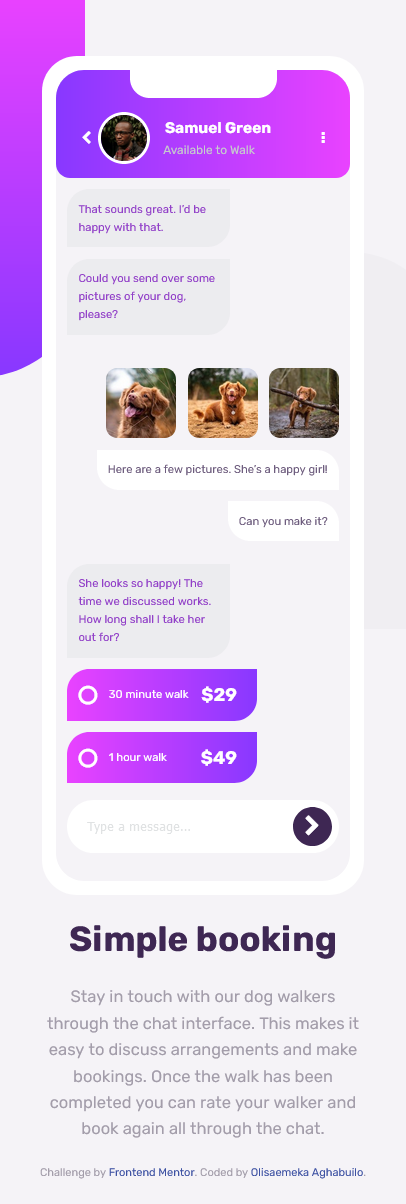 Samuel Green
Available to Walk
That sounds great. I'd be
happy with that.
Could you send over some
pictures of your dog,
please?
Here are a few pictures. She's a happy girl!
Can you make it?
She looks so happy! The
time we discussed works.
How long shall I take her
out for?
30 minute walk $29
1 hour walk $49
Type a message...
Simple booking
Stay in touch with our dog walkers
through the chat interface. This makes it
easy to discuss arrangements and make
bookings. Once the walk has been
completed you can rate your walker and
book again all through the chat.
Challenge by Frontend Mentor. Coded by Olisaemeka Aghabuilo.